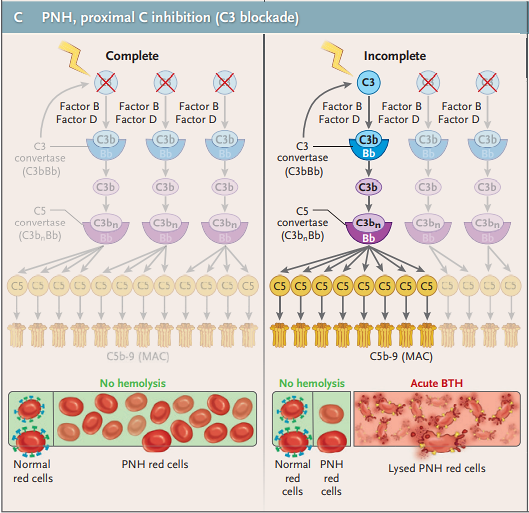 C PNH, proximal C inhibition (C3 blockade)
Complete
C3 C3 C3
Factor B Factor B Factor B
Factor D Factor D Factor D
C3
convertase
(C3bBb)
C3b C3b C3b
Bb Bb Bb
C3b C3b C3b
C5
convertase
(C3bnBb)
C3bn C3bn C3bn
Bb Bb Bb
C5 C5 C5 C5 C5 C5 C5 C5 C5 C5 C5 C5
C5b-9 (MAC)
No hemolysis
Normal
red cells
PNH red cells
Incomplete
C3 C3 C3
Factor B Factor B Factor B
Factor D Factor D Factor D
C3
convertase
(C3bBb)
C3b C3b C3b
Bb Bb Bb
C3b C3b C3b
C5
convertase
(C3bnBb)
C3bn C3bn C3bn
Bb Bb Bb
C5 C5 C5 C5 C5 C5 C5 C5 C5 C5 C5 C5
C5b-9 (MAC)
No hemolysis
Acute BTH
Normal
red
cells
PNH
red
cells
Lysed PNH red cells